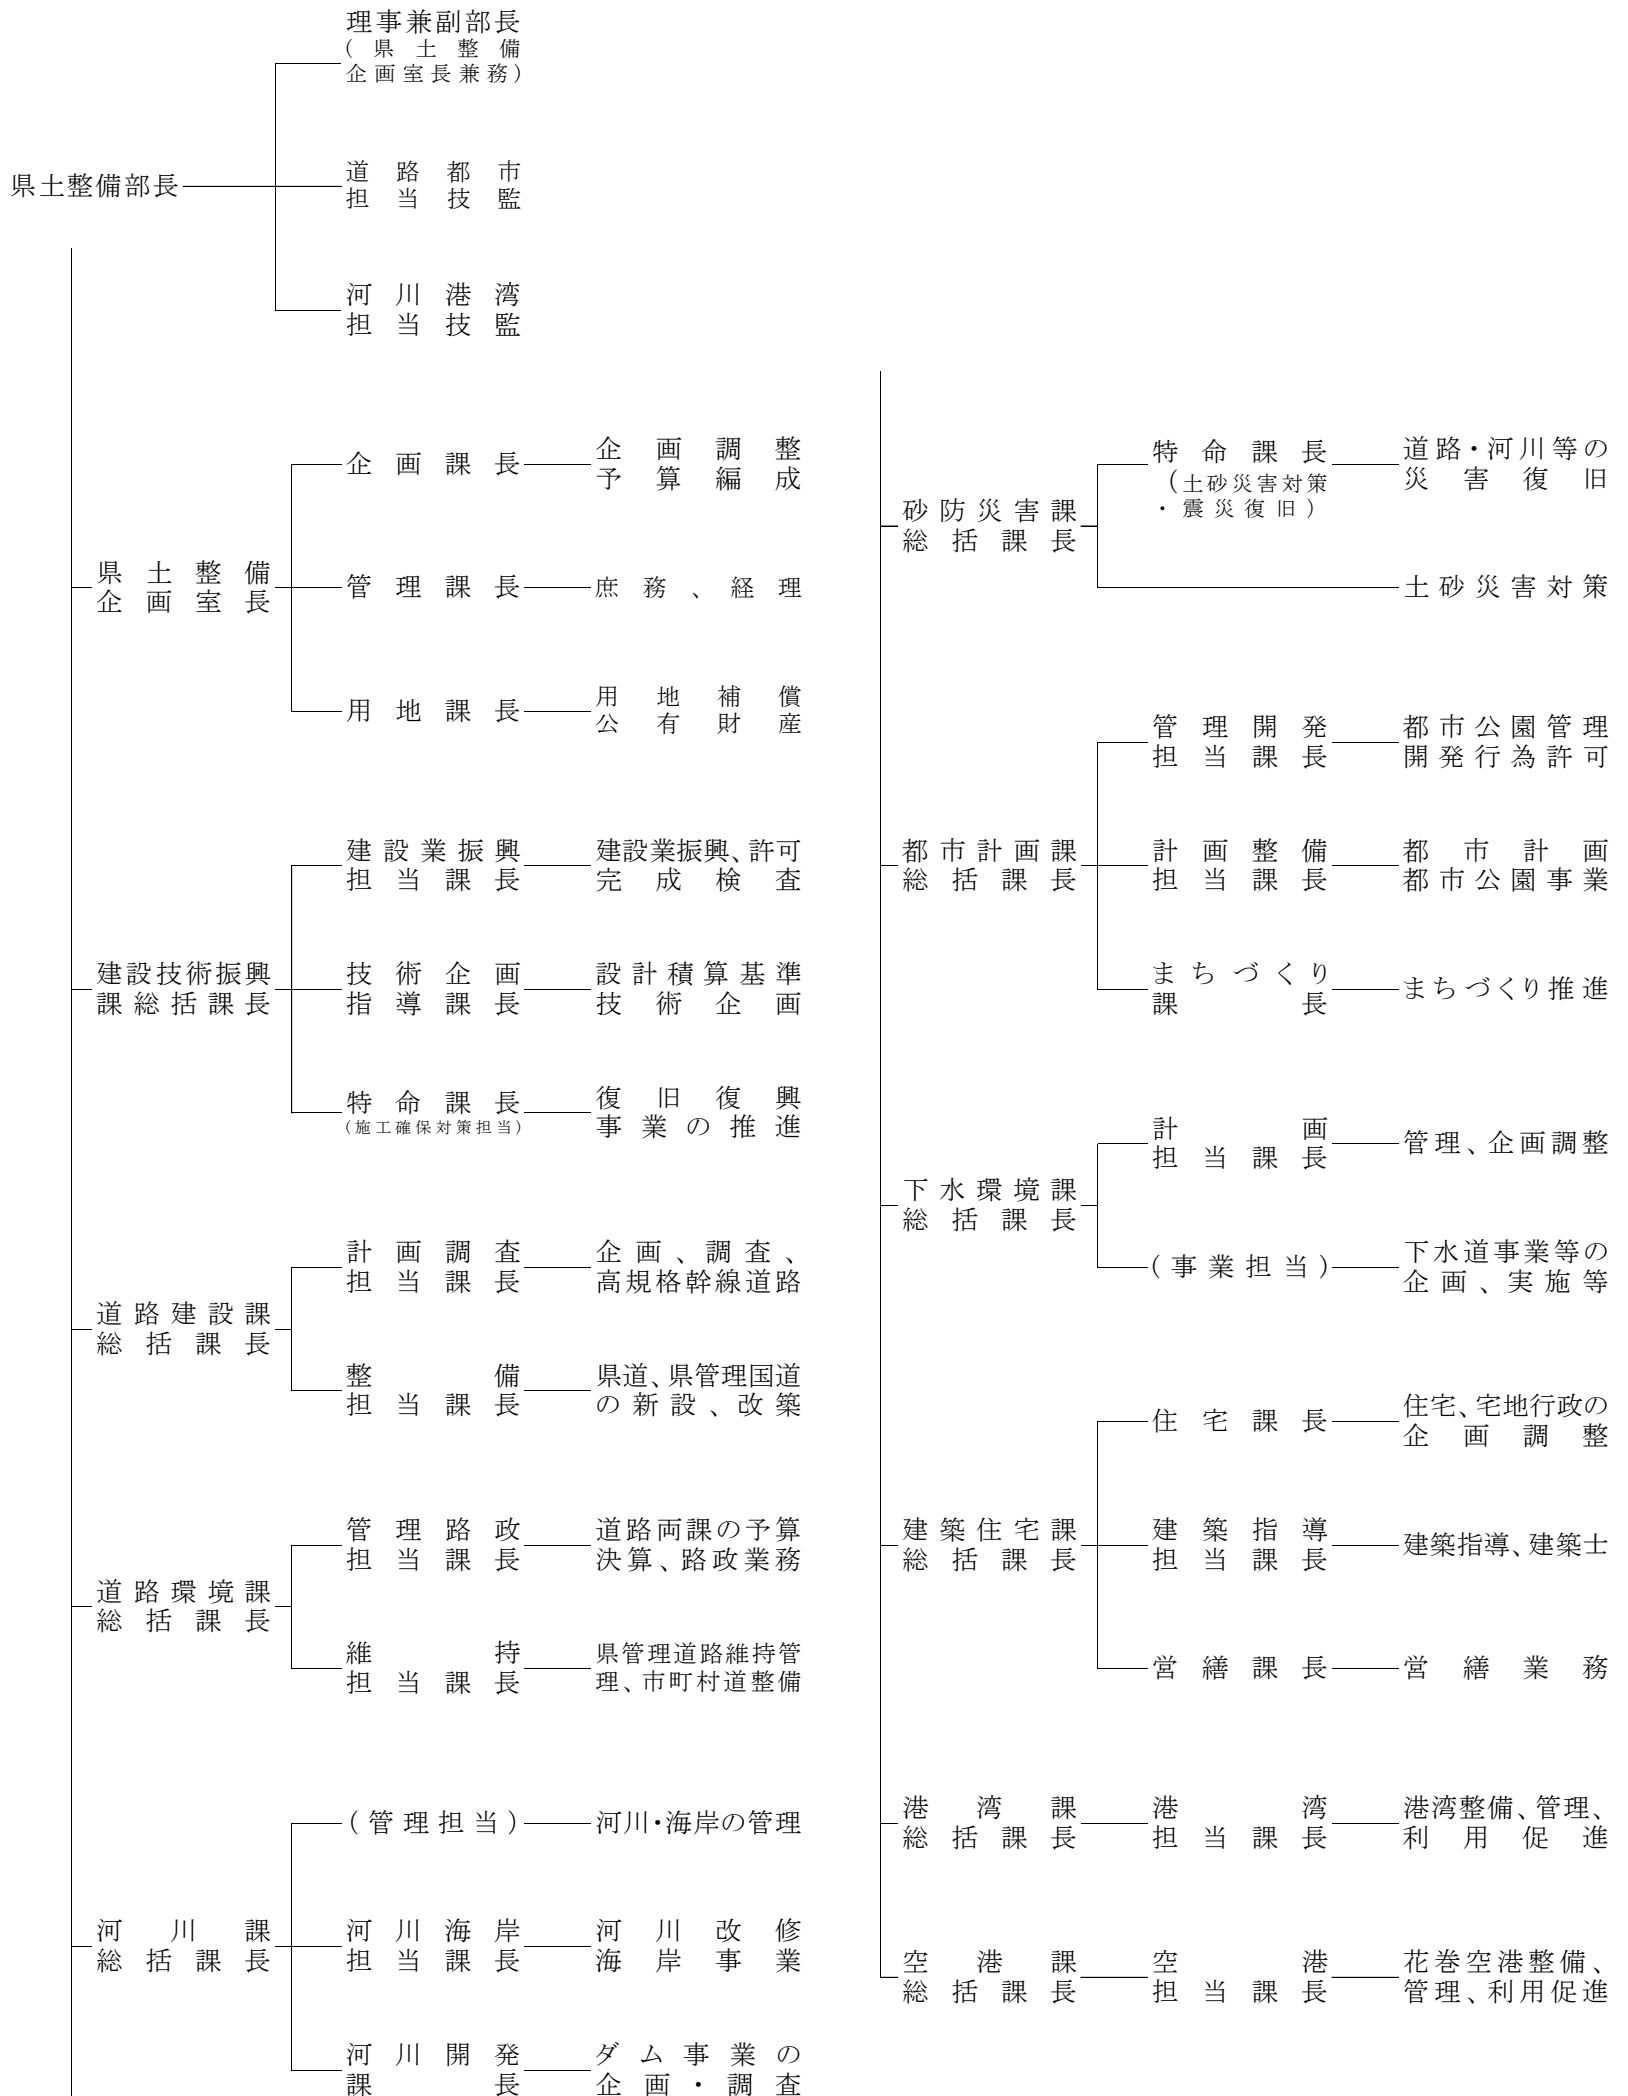 理事兼副部長
(県土整備
企画室長兼務)
県土整備部長
道路都市
担当技監
河川港湾
担当技監
県土整備
企画室長
企画課長
企画調整
予算編成
管理課長
庶務、経理
用地課長
用地補償
公有財産
建設技術振興
課総括課長
建設業振興
担当課長
建設業振興、許可
完成検査
技術企画
指導課長
設計積算基準
技術企画
特命課長
(施工確保対策担当)
復旧復興
事業の推進
道路建設課
総括課長
計画調査
担当課長
企画、調査、
高規格幹線道路
整備
担当課長
県道、県管理国道
の新設、改築
道路環境課
総括課長
管理路政
担当課長
道路両課の予算
決算、路政業務
維持
担当課長
県管理道路維持管
理、市町村道整備
河川課
総括課長
(管理担当)
河川・海岸の管理
河川海岸
担当課長
河川改修
海岸事業
河川開発
課長
ダム事業の
企画・調査
砂防災害課
総括課長
特命課長
(土砂災害対策
・震災復旧)
道路・河川等の
災害復旧
土砂災害対策
都市計画課
総括課長
管理開発
担当課長
都市公園管理
開発行為許可
計画整備
担当課長
都市計画
都市公園事業
まちづくり
課長
まちづくり推進
下水環境課
総括課長
計画
担当課長
管理、企画調整
(事業担当)
下水道事業等の
企画、実施等
建築住宅課
総括課長
住宅課長
住宅、宅地行政の
企画調整
建築指導
担当課長
建築指導、建築士
営繕課長
営繕業務
港湾課
総括課長
港湾
担当課長
港湾整備、管理、
利用促進
空港課
総括課長
空港
担当課長
花巻空港整備、
管理、利用促進